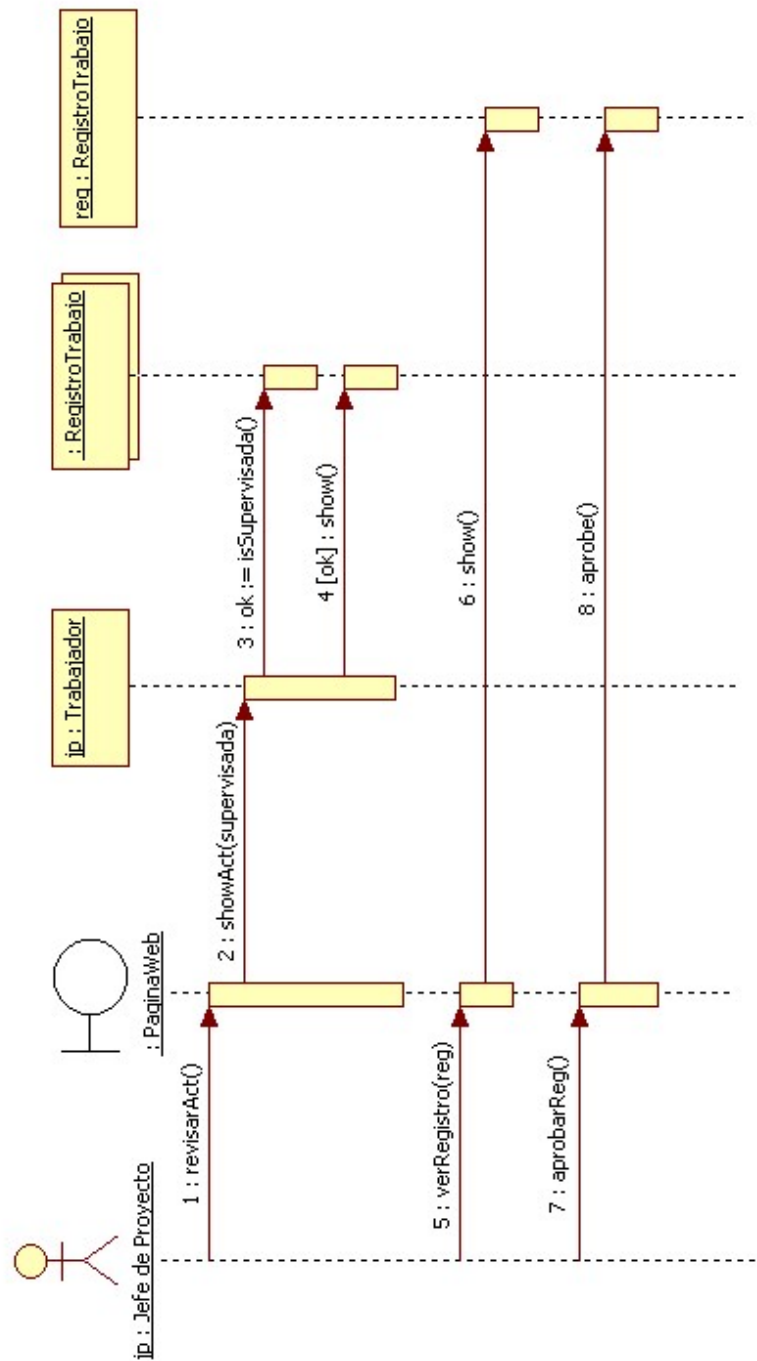 jp : Jefe de Proyecto
: PaginaWeb
jp : Trabajador
: RegistroTrabajo
reg : RegistroTrabajo
1 : revisarAct()
2 : showAct(supervisada)
3 : ok := isSupervisada()
4 [ok] : show()
5 : verRegistro(reg)
6 : show()
7 : aprobarReg()
8 : aprobe()